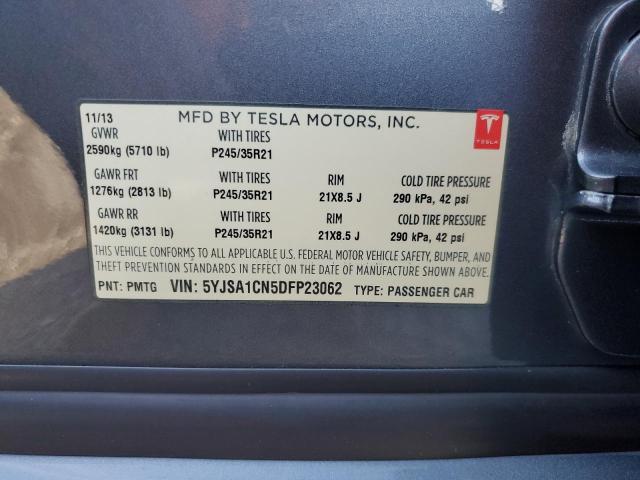 11/13 MFD BY TESLA MOTORS, INC.
GVWR WITH TIRES
2590kg (5710 lb) P245/35R21
TESLA
GAWR FRT WITH TIRES RIM COLD TIRE PRESSURE
1276kg (2813 lb) P245/35R21 21X8.5 J 290 kPa, 42 psi
GAWR RR WITH TIRES RIM COLD TIRE PRESSURE
1420kg (3131 lb) P245/35R21 21X8.5 J 290 kPa, 42 psi
THIS VEHICLE CONFORMS TO ALL APPLICABLE U.S. FEDERAL MOTOR VEHICLE SAFETY, BUMPER, AND
THEFT PREVENTION STANDARDS IN EFFECT ON THE DATE OF MANUFACTURE SHOWN ABOVE.
PNT: PMTG VIN: 5YJSA1CN5DFP23062 TYPE: PASSENGER CAR